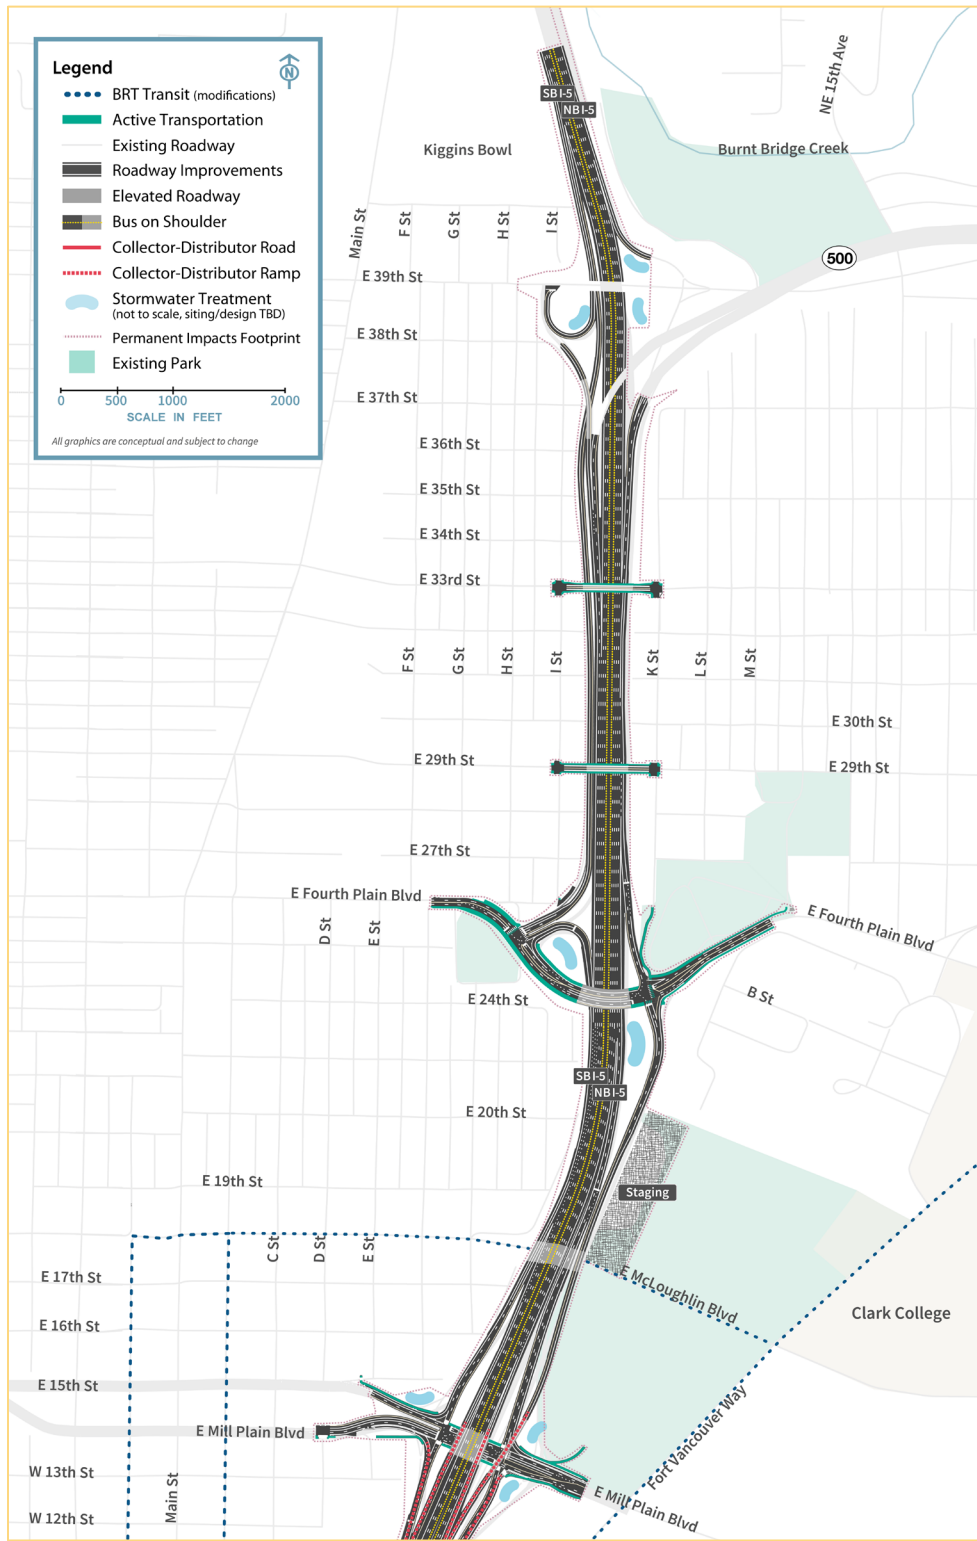 Legend
N
BRT Transit (modifications)
Active Transportation
Existing Roadway
Roadway Improvements
Elevated Roadway
Bus on Shoulder
Collector-Distributor Road
Collector-Distributor Ramp
Stormwater Treatment
(not to scale, siting/design TBD)
Permanent Impacts Footprint
Existing Park
0 500 1000 2000
SCALE IN FEET
All graphics are conceptual and subject to change
SB I-5
NB I-5
NE 15th Ave
Kiggins Bowl
Burnt Bridge Creek
Main St
F St
G St
H St
I St
500
E 39th St
E 38th St
E 37th St
E 36th St
E 35th St
E 34th St
E 33rd St
F St
G St
H St
I St
K St
L St
M St
E 30th St
E 29th St
E 29th St
E 27th St
E Fourth Plain Blvd
E Fourth Plain Blvd
D St
E St
E 24th St
B St
SB I-5
NB I-5
E 20th St
E 19th St
Staging
C St
D St
E St
E 17th St
E McLoughlin Blvd
Clark College
E 16th St
E 15th St
E Mill Plain Blvd
Fort Vancouver Way
W 13th St
Main St
E Mill Plain Blvd
W 12th St